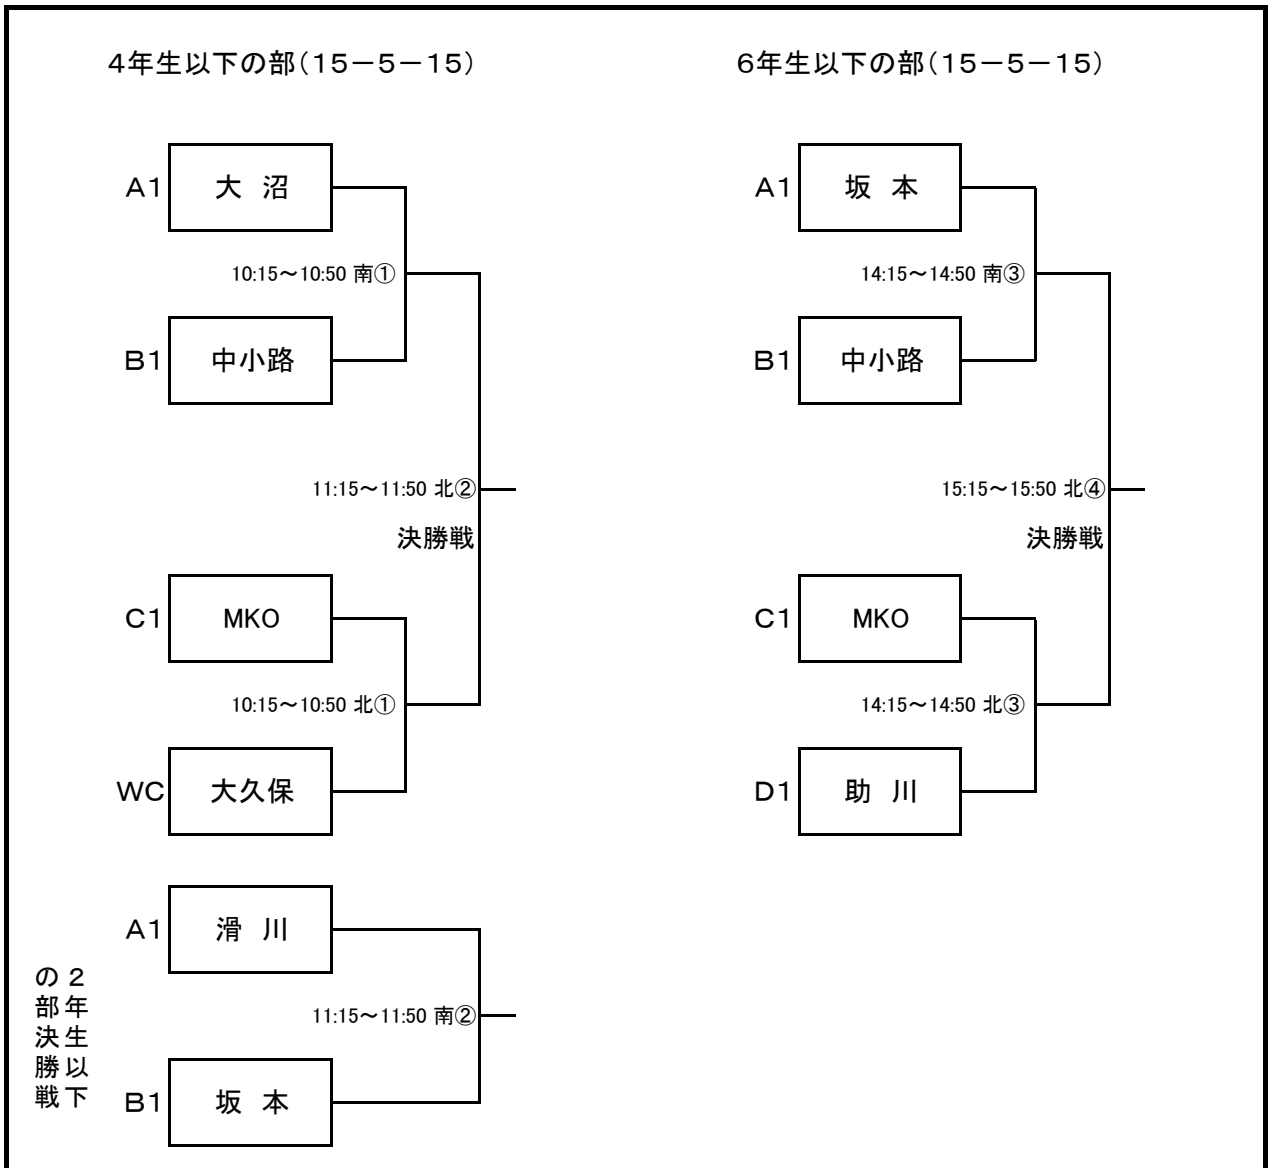 ４年生以下の部（１５－５－１５）
A１
大　沼
10:15～10:50 南①
B１
中小路
11:15～11:50 北②
決勝戦
C１
MKO
10:15～10:50 北①
WC
大久保
２年生以下
の部決勝戦
A１
滑　川
11:15～11:50 南②
B１
坂　本
６年生以下の部（１５－５－１５）
A１
坂　本
14:15～14:50 南③
B１
中小路
15:15～15:50 北④
決勝戦
C１
MKO
14:15～14:50 北③
D１
助　川